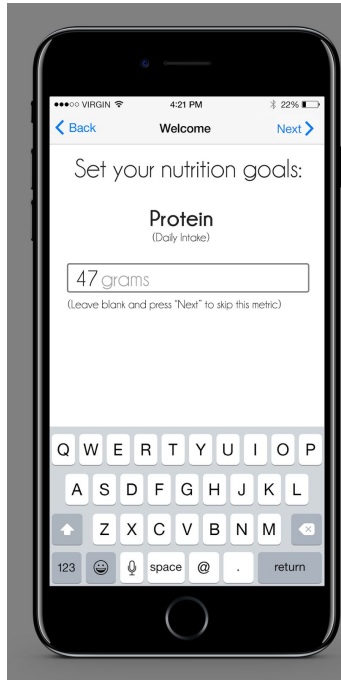 VIRGIN 4:21 PM 22%
Back Welcome Next
Set your nutrition goals:
Protein
(Daily Intake)
47 grams
(Leave blank and press "Next" to skip this metric)
Q W E R T Y U I O P
A S D F G H J K L
Z X C V B N M
123 space @ . return